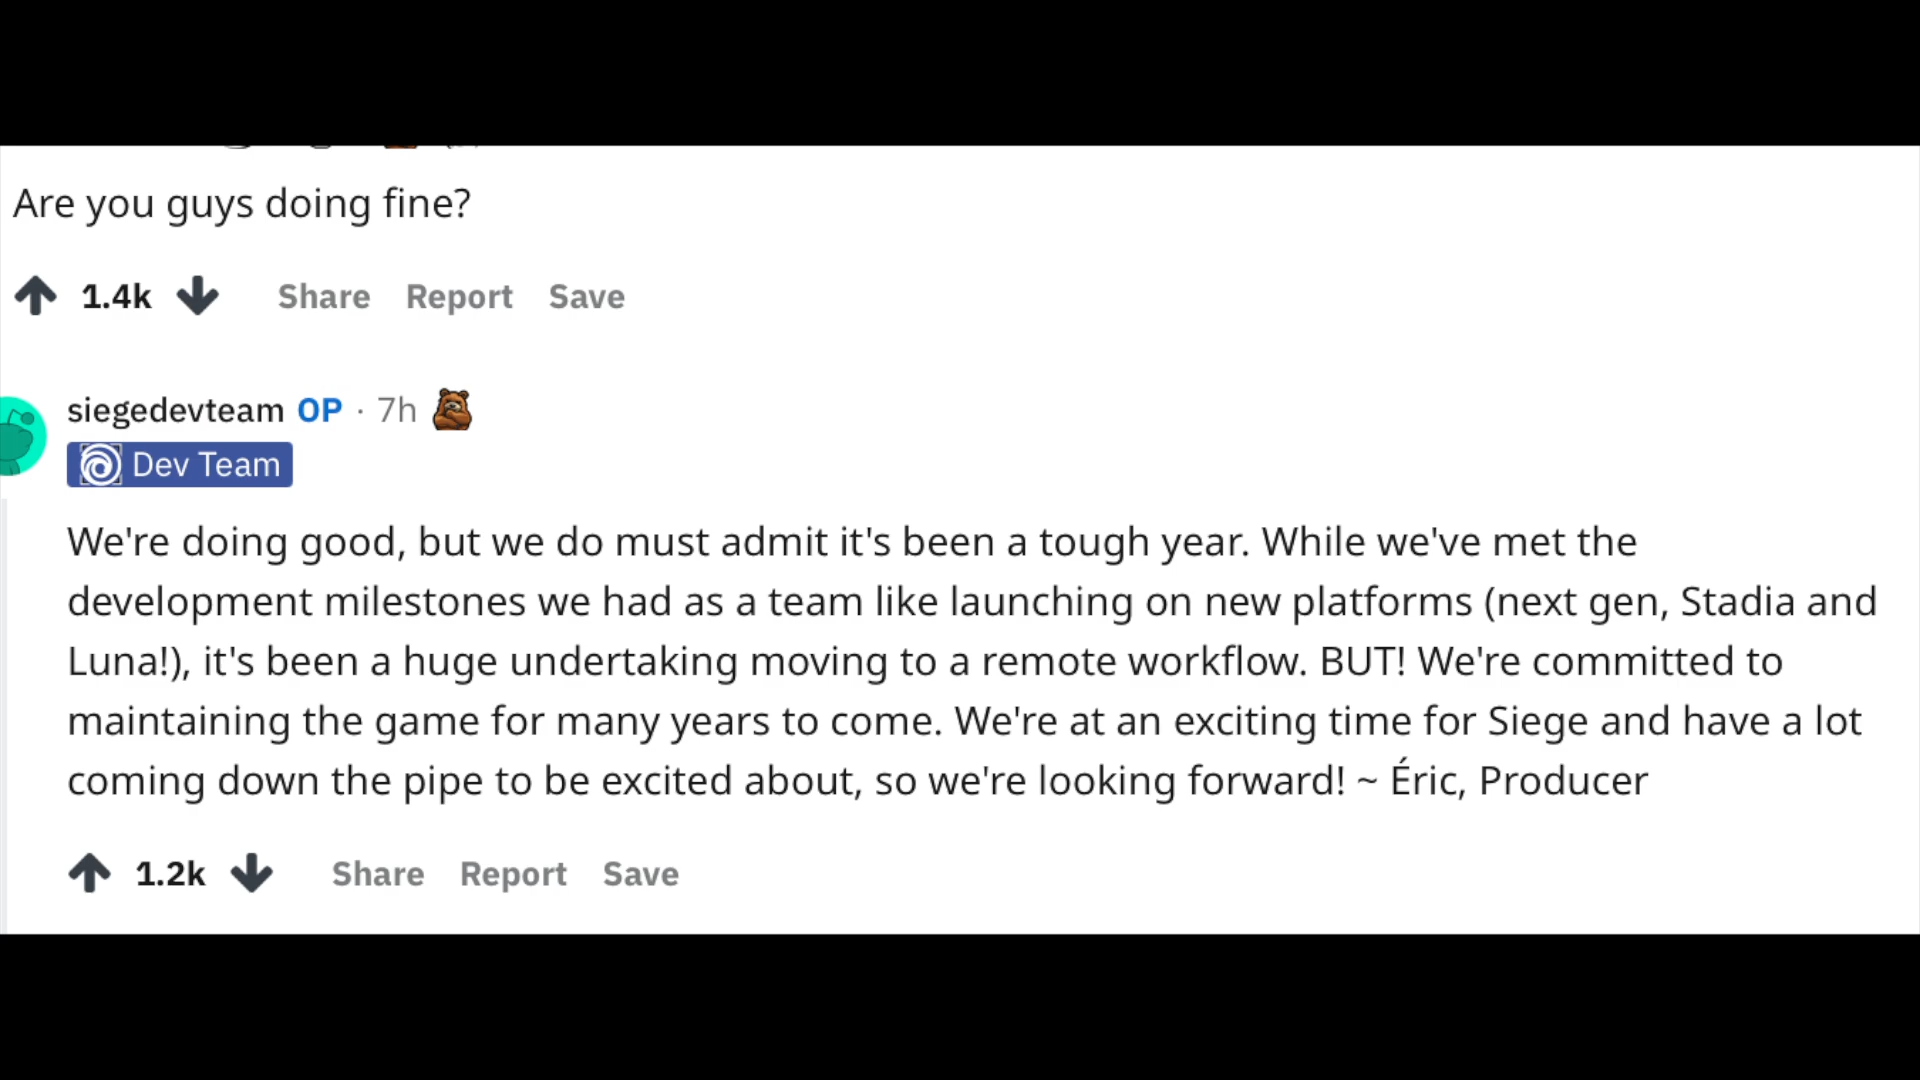 Are you guys doing fine?
1.4k Share Report Save
siegedevteam OP · 7h
Dev Team
We're doing good, but we do must admit it's been a tough year. While we've met the
development milestones we had as a team like launching on new platforms (next gen, Stadia and
Luna!), it's been a huge undertaking moving to a remote workflow. BUT! We're committed to
maintaining the game for many years to come. We're at an exciting time for Siege and have a lot
coming down the pipe to be excited about, so we're looking forward! ~ Éric, Producer
1.2k Share Report Save